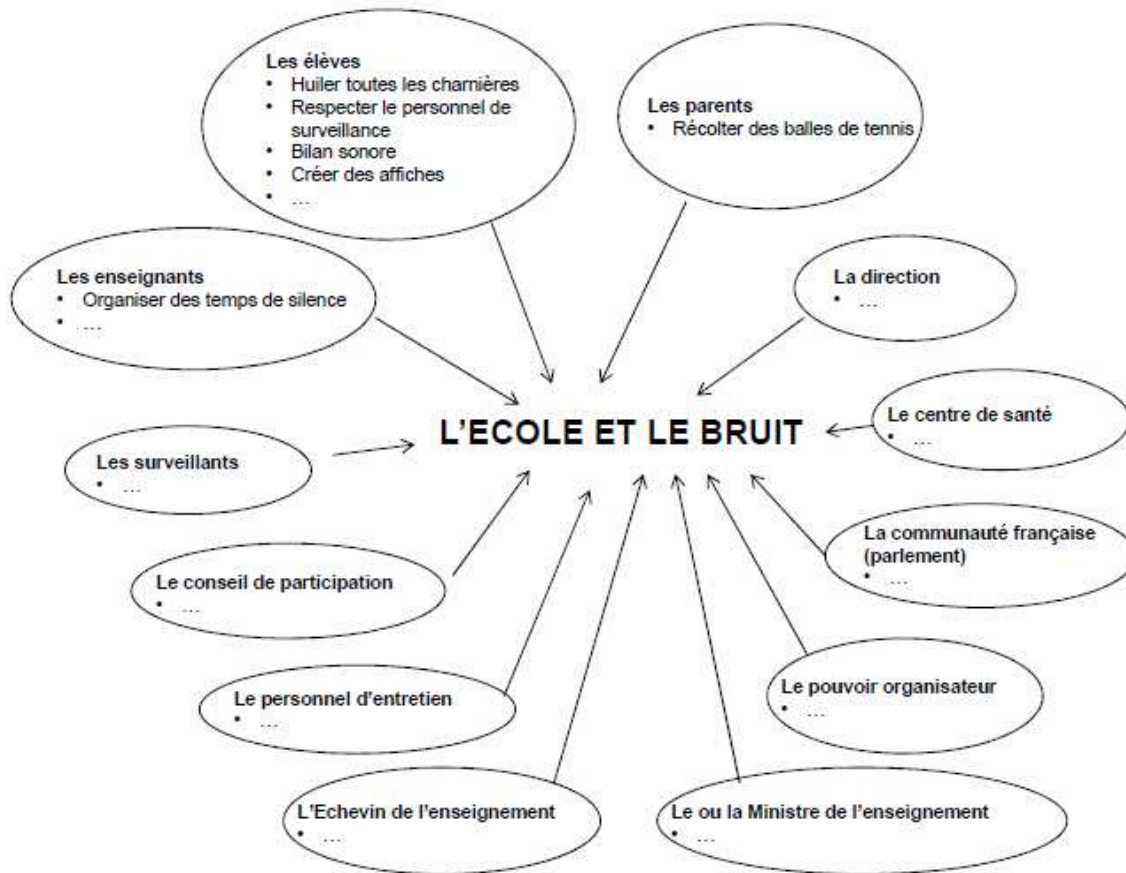 Les élèves
• Huiler toutes les charnières
• Respecter le personnel de
surveillance
• Bilan sonore
• Créer des affiches
• …
Les parents
• Récolter des balles de tennis
Les enseignants
• Organiser des temps de silence
• …
La direction
• …
L'ECOLE ET LE BRUIT
Le centre de santé
• …
Les surveillants
• …
La communauté française
(parlement)
• …
Le conseil de participation
• …
Le personnel d'entretien
• …
Le pouvoir organisateur
• …
L'Echevin de l'enseignement
• …
Le ou la Ministre de l'enseignement
• …